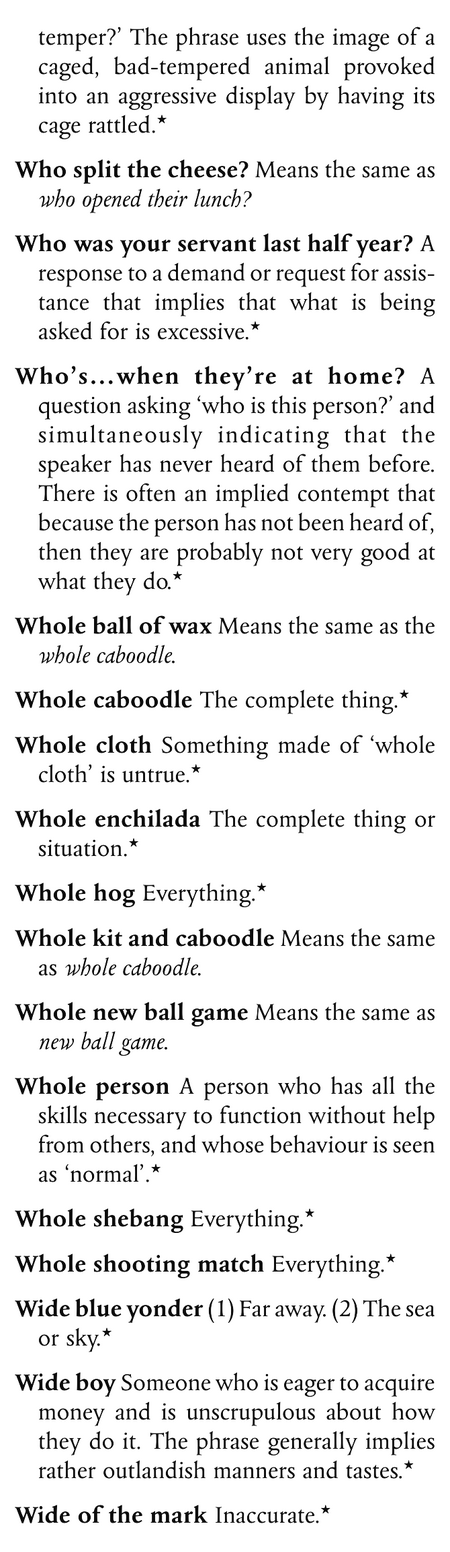 temper?’ The phrase uses the image of a
caged, bad-tempered animal provoked
into an aggressive display by having its
cage rattled.★
Who split the cheese? Means the same as
who opened their lunch?
Who was your servant last half year? A
response to a demand or request for assis-
tance that implies that what is being
asked for is excessive.★
Who’s...when they’re at home? A
question asking ‘who is this person?’ and
simultaneously indicating that the
speaker has never heard of them before.
There is often an implied contempt that
because the person has not been heard of,
then they are probably not very good at
what they do.★
Whole ball of wax Means the same as the
whole caboodle.
Whole caboodle The complete thing.★
Whole cloth Something made of ‘whole
cloth’ is untrue.★
Whole enchilada The complete thing or
situation.★
Whole hog Everything.★
Whole kit and caboodle Means the same
as whole caboodle.
Whole new ball game Means the same as
new ball game.
Whole person A person who has all the
skills necessary to function without help
from others, and whose behaviour is seen
as ‘normal’.★
Whole shebang Everything.★
Whole shooting match Everything.★
Wide blue yonder (1) Far away. (2) The sea
or sky.★
Wide boy Someone who is eager to acquire
money and is unscrupulous about how
they do it. The phrase generally implies
rather outlandish manners and tastes.★
Wide of the mark Inaccurate.★